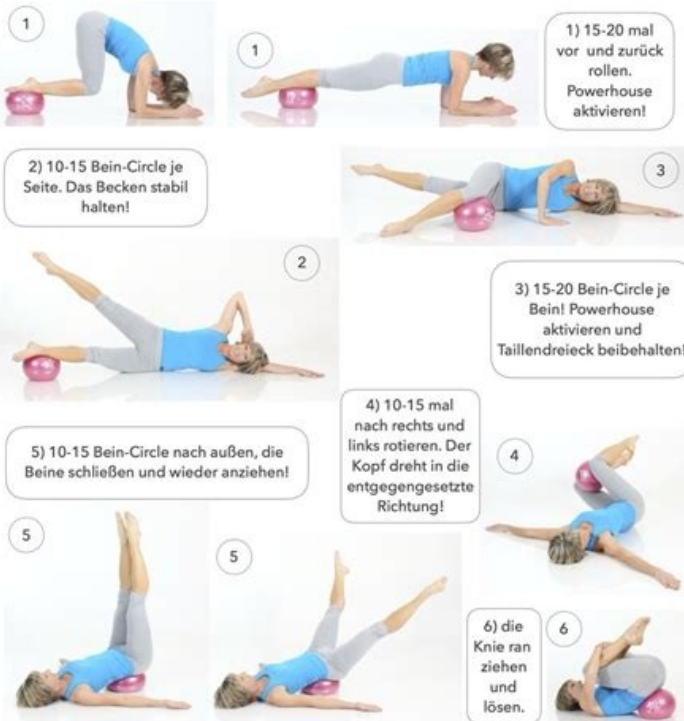 1
1
1) 15-20 mal
vor und zurück
rollen.
Powerhouse
aktivieren!
2) 10-15 Bein-Circle je
Seite. Das Becken stabil
halten!
3
2
3) 15-20 Bein-Circle je
Bein! Powerhouse
aktivieren und
Taillendreieck beibehalten!
4) 10-15 mal
nach rechts und
links rotieren. Der
Kopf dreht in die
entgegengesetzte
Richtung!
5) 10-15 Bein-Circle nach außen, die
Beine schließen und wieder anziehen!
4
5
5
6) die
Knie ran
ziehen
und
lösen.
6